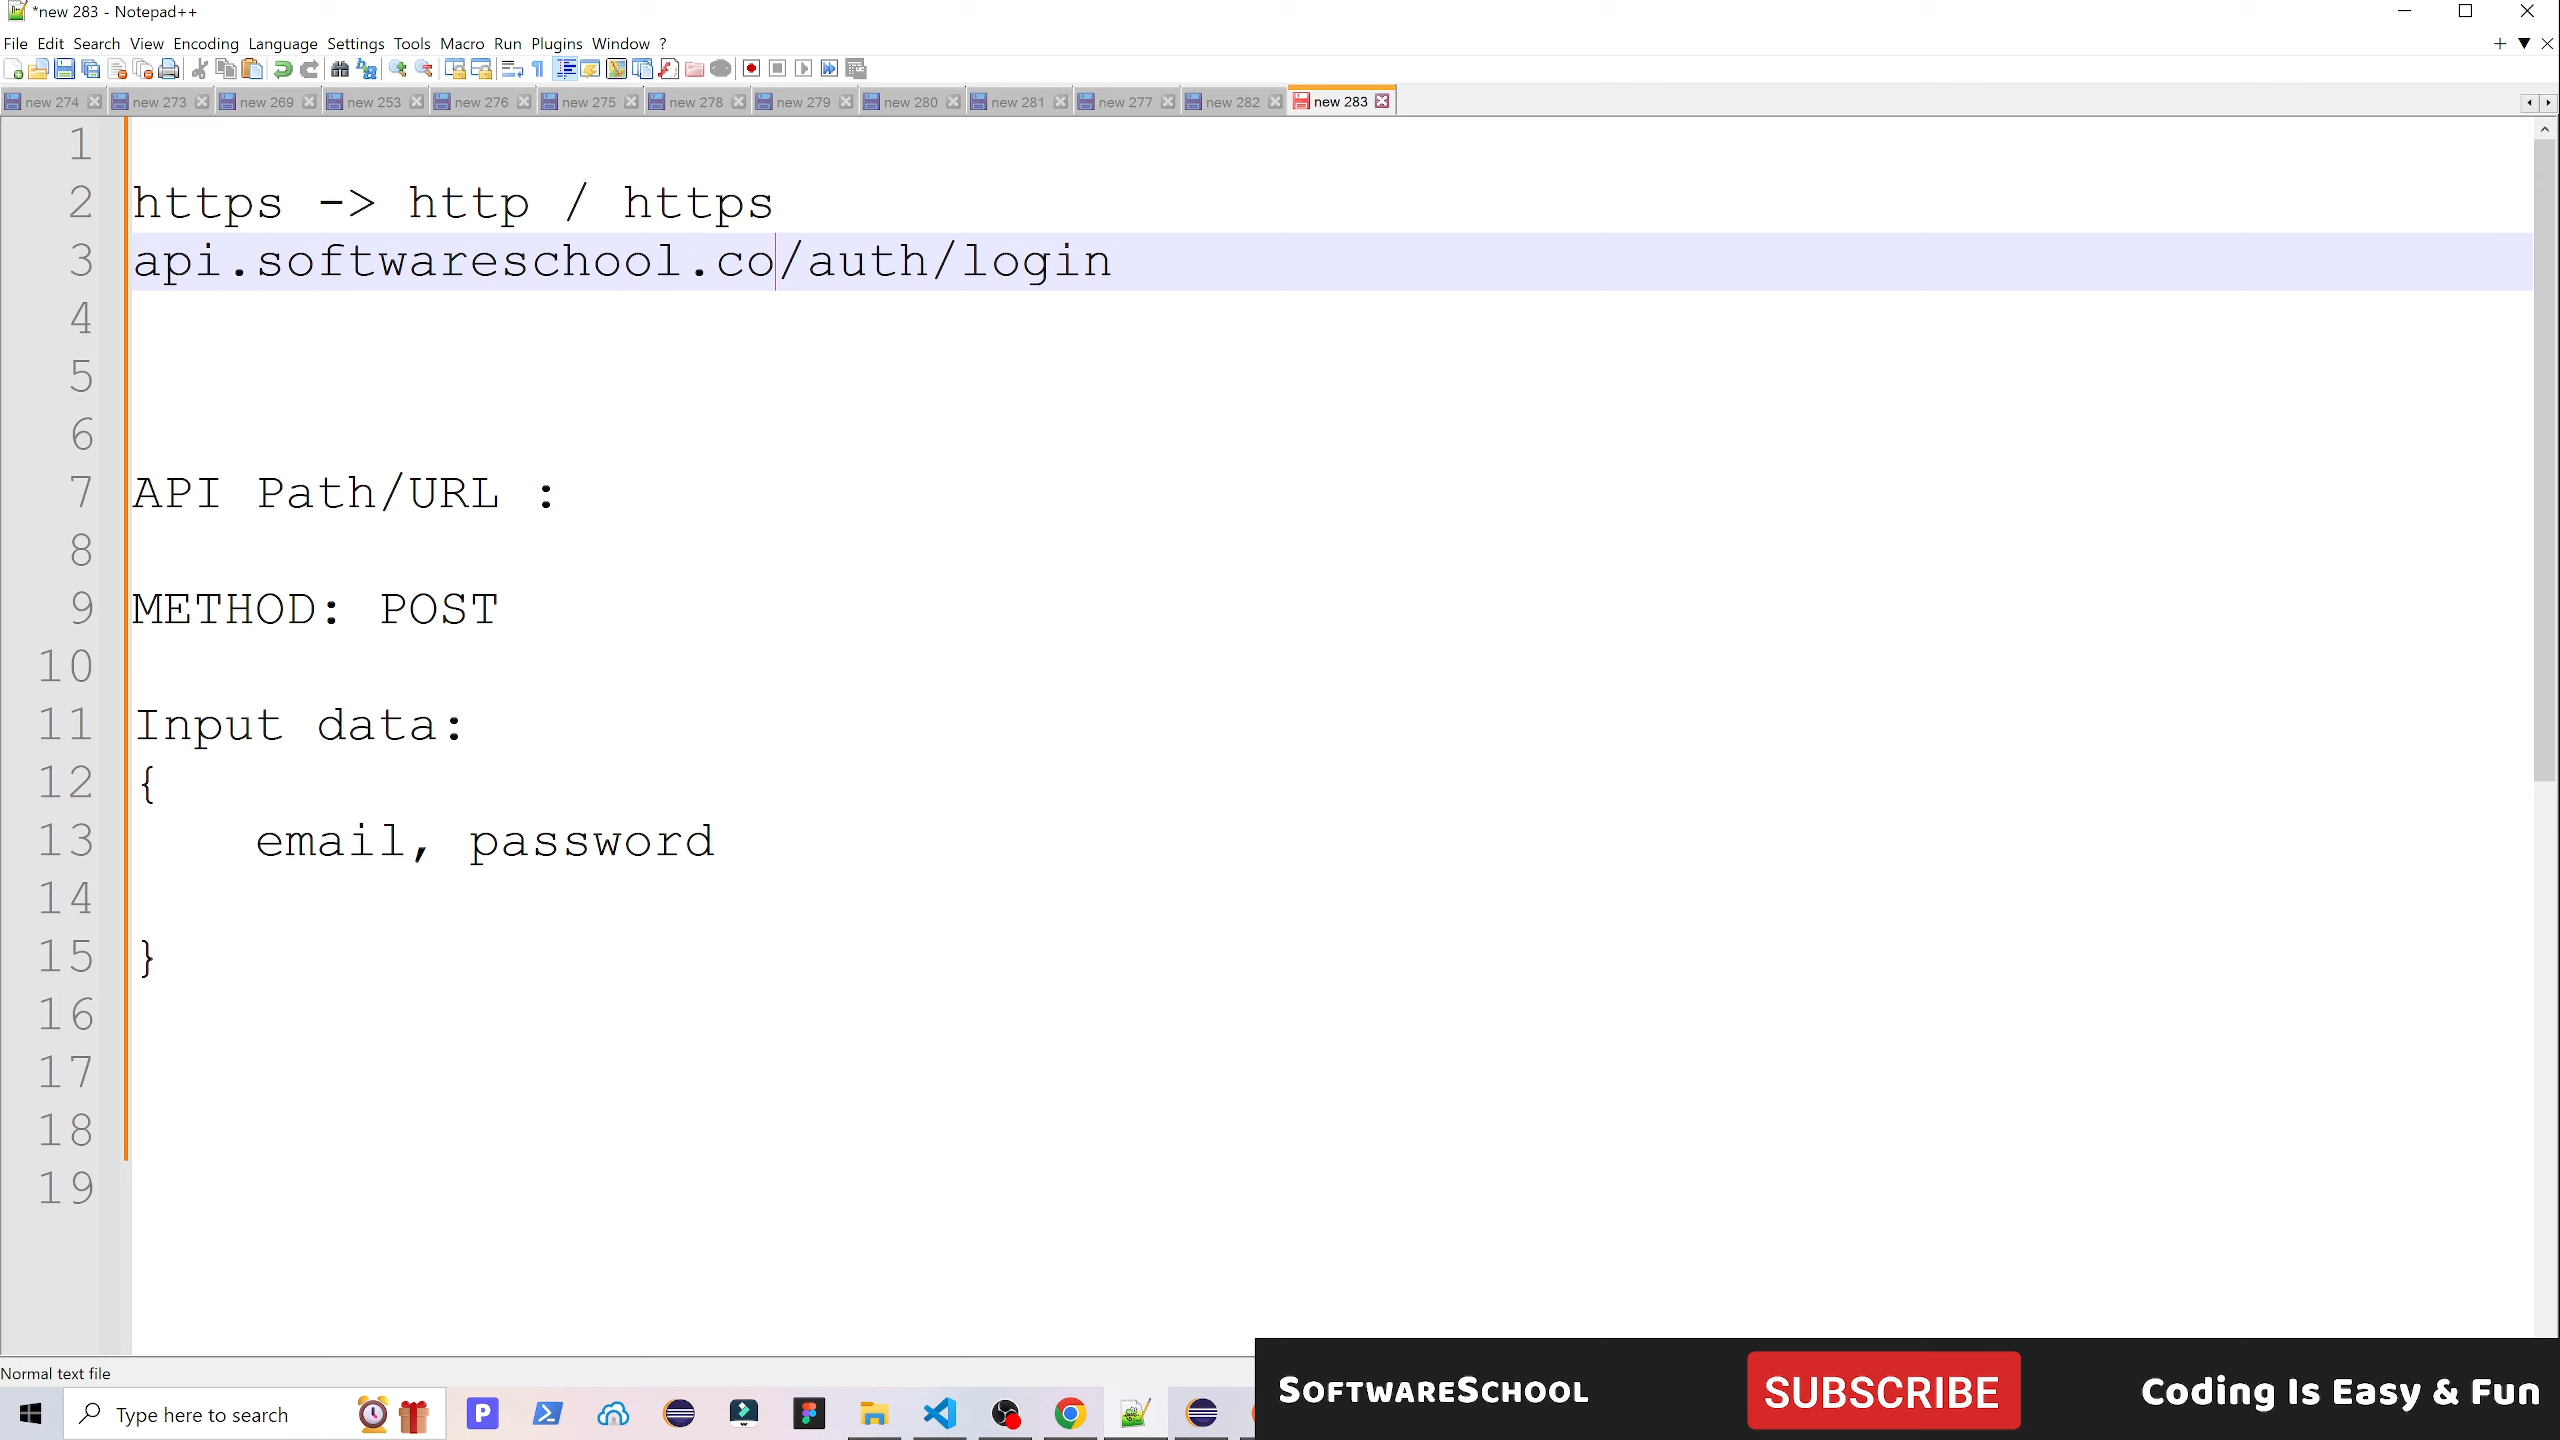 *new 283 - Notepad++
File Edit Search View Encoding Language Settings Tools Macro Run Plugins Window ?
new 274 new 273 new 269 new 253 new 276 new 275 new 278 new 279 new 280 new 281 new 277 new 282 new 283
1
2 https -> http / https
3 api.softwareschool.co/auth/login
4
5
6
7 API Path/URL :
8
9 METHOD: POST
10
11 Input data:
12 {
13 email, password
14
15 }
16
17
18
19
Normal text file
Type here to search
P
SOFTWARESCHOOL
SUBSCRIBE
Coding Is Easy & Fun